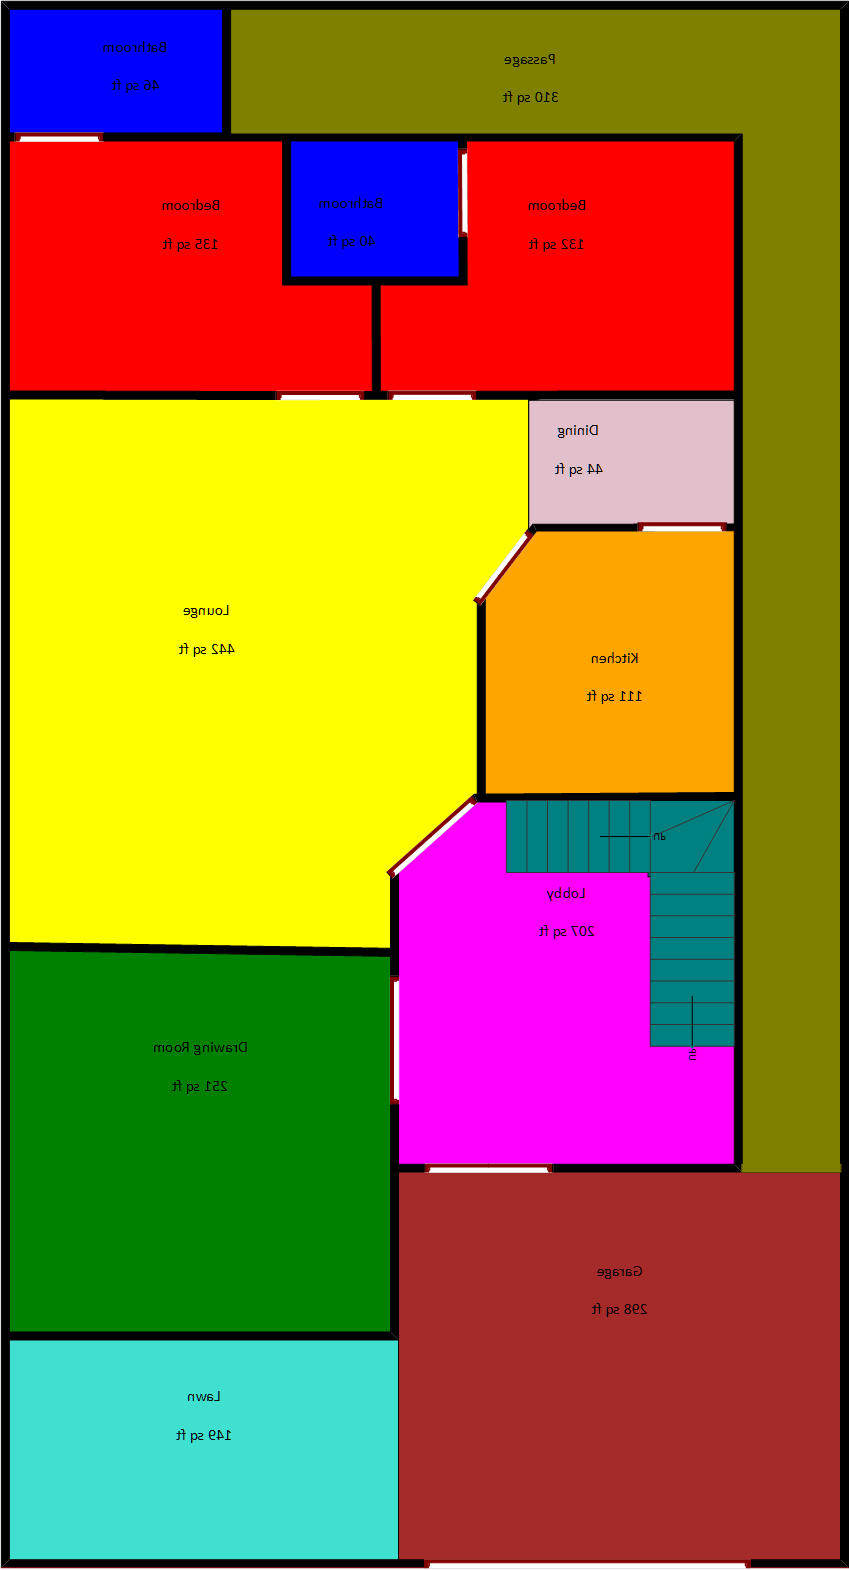 Bathroom
46 sq ft
Passage
310 sq ft
Bedroom
135 sq ft
Bathroom
40 sq ft
Bedroom
132 sq ft
Dining
44 sq ft
Lounge
442 sq ft
Kitchen
111 sq ft
up
Lobby
207 sq ft
up
Drawing Room
251 sq ft
Garage
298 sq ft
Lawn
149 sq ft